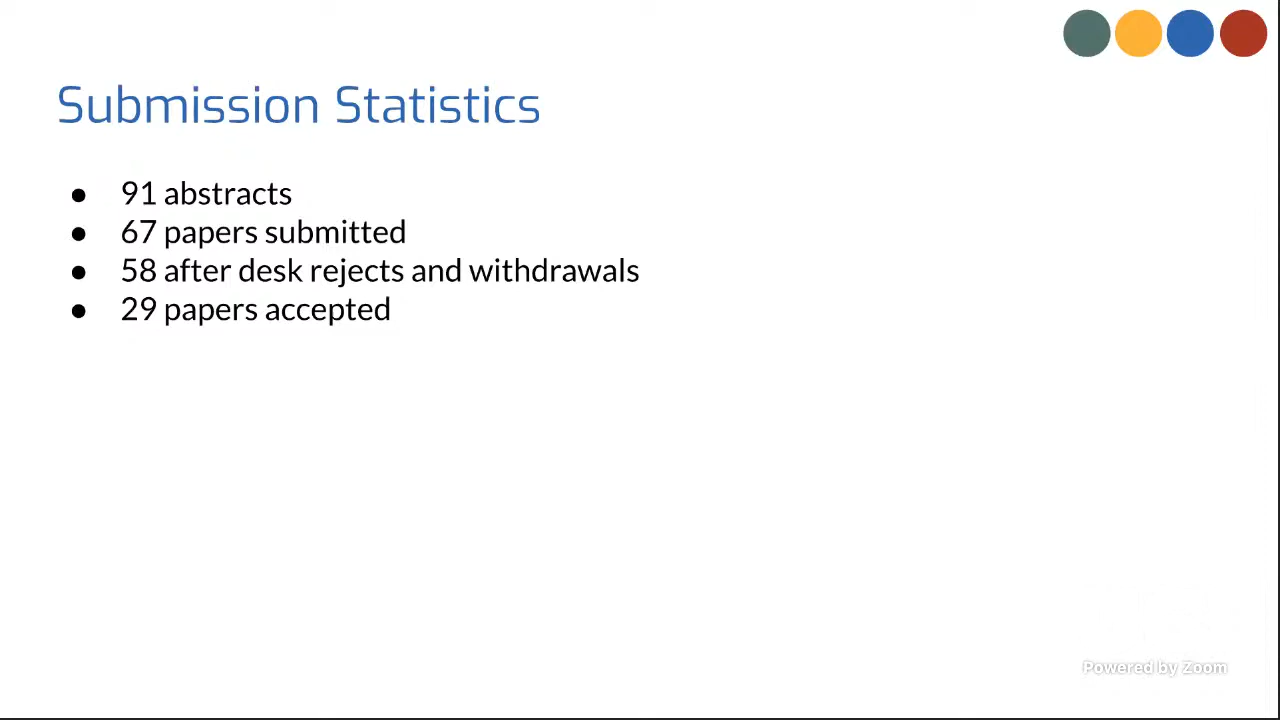 Submission Statistics
● 91 abstracts
● 67 papers submitted
● 58 after desk rejects and withdrawals
● 29 papers accepted
Powered by Zoom